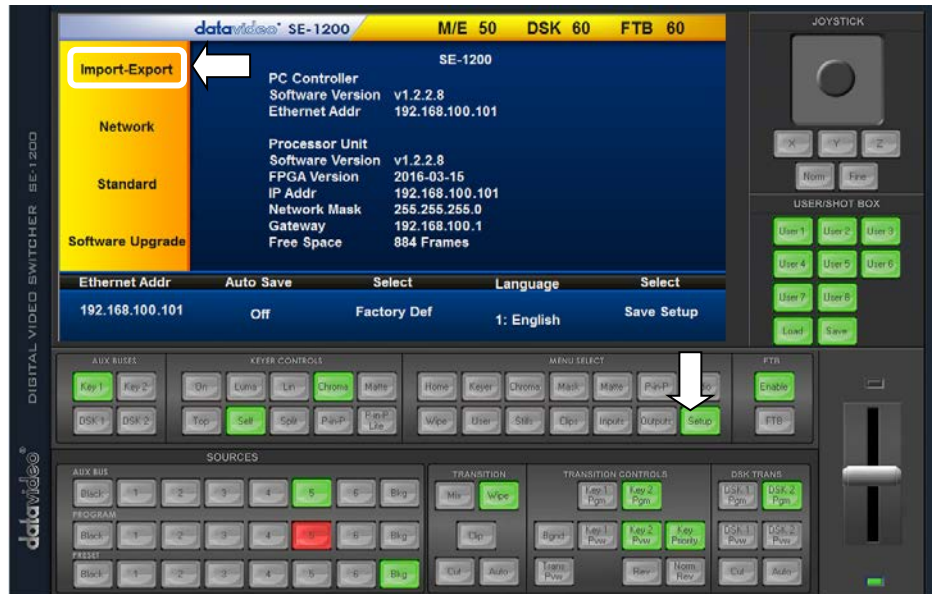 datavideo SE-1200 M/E 50 DSK 60 FTB 60
Import-Export
Network
Standard
Software Upgrade
SE-1200
PC Controller
Software Version v1.2.2.8
Ethernet Addr 192.168.100.101
Processor Unit
Software Version v1.2.2.8
FPGA Version 2016-03-15
IP Addr 192.168.100.101
Network Mask 255.255.255.0
Gateway 192.168.100.1
Free Space 884 Frames
Ethernet Addr Auto Save Select Language Select
192.168.100.101 Off Factory Def 1: English Save Setup
JOYSTICK
X Y Z
Norm Fine
USER/SHOT BOX
User 1 User 2 User 3
User 4 User 5 User 6
User 7 User 8
Load Save
DIGITAL VIDEO SWITCHER SE-1200
datavideo
AUX BUSES
Key 1 Key 2
DSK 1 DSK 2
KEYER CONTROLS
On Luma Lin Chroma Matte
Top Self Split P-in-P P-in-P Lite
MENU SELECT
Home Keyer Chroma Mask Matte P-in-P
Wipe User Stills Clips Inputs Outputs Setup
FTB
Enable
FTB
SOURCES
AUX BUS
Black 1 2 3 4 5 6 Bkg
PROGRAM
Black 1 2 3 4 5 6 Bkg
PRESET
Black 1 2 3 4 5 6 Bkg
TRANSITION
Mix Wipe
Clip
Cut Auto
TRANSITION CONTROLS
Key 1 Pgm Key 2 Pgm
Bgnd Key 1 Pvw Key 2 Pvw Key Priority
Trans Pvw Rev Norm Rev
DSK TRANS
DSK 1 Pgm DSK 2 Pgm
DSK 1 Pvw DSK 2 Pvw
Cut Auto